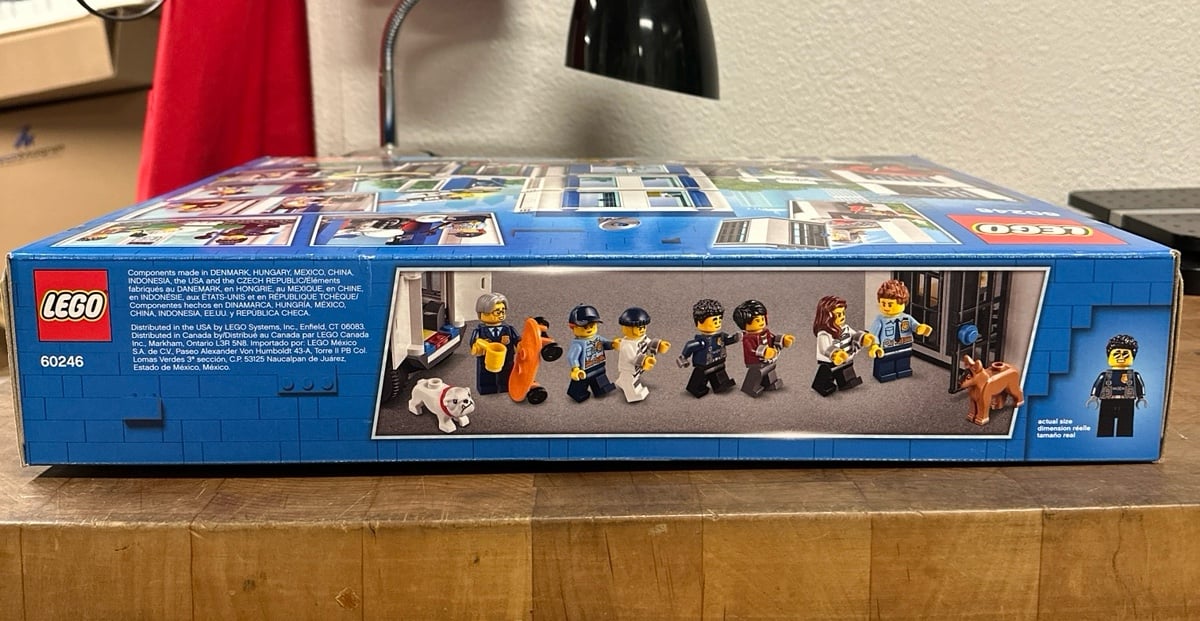 LEGO
60246
Components made in DENMARK, HUNGARY, MEXICO, CHINA,
INDONESIA, the USA and the CZECH REPUBLIC/Éléments
fabriqués au DANEMARK, en HONGRIE, au MEXIQUE, en CHINE,
en INDONÉSIE, aux ÉTATS-UNIS et en RÉPUBLIQUE TCHÈQUE/
Componentes hechos en DINAMARCA, HUNGRÍA, MÉXICO,
CHINA, INDONESIA, EE.UU. y REPÚBLICA CHECA.
Distributed in the USA by LEGO Systems, Inc., Enfield, CT 06083.
Distributed in Canada by/Distribué au Canada par LEGO Canada
Inc., Markham, Ontario L3R 5N8. Importado por: LEGO México
S.A. de C.V., Paseo Alexander Von Humboldt 43-A, Torre II PB Col.
Lomas Verdes 3ª sección, C.P. 53125 Naucalpan de Juarez,
Estado de México, México.
actual size
dimension réelle
tamaño real
LEGO
60246